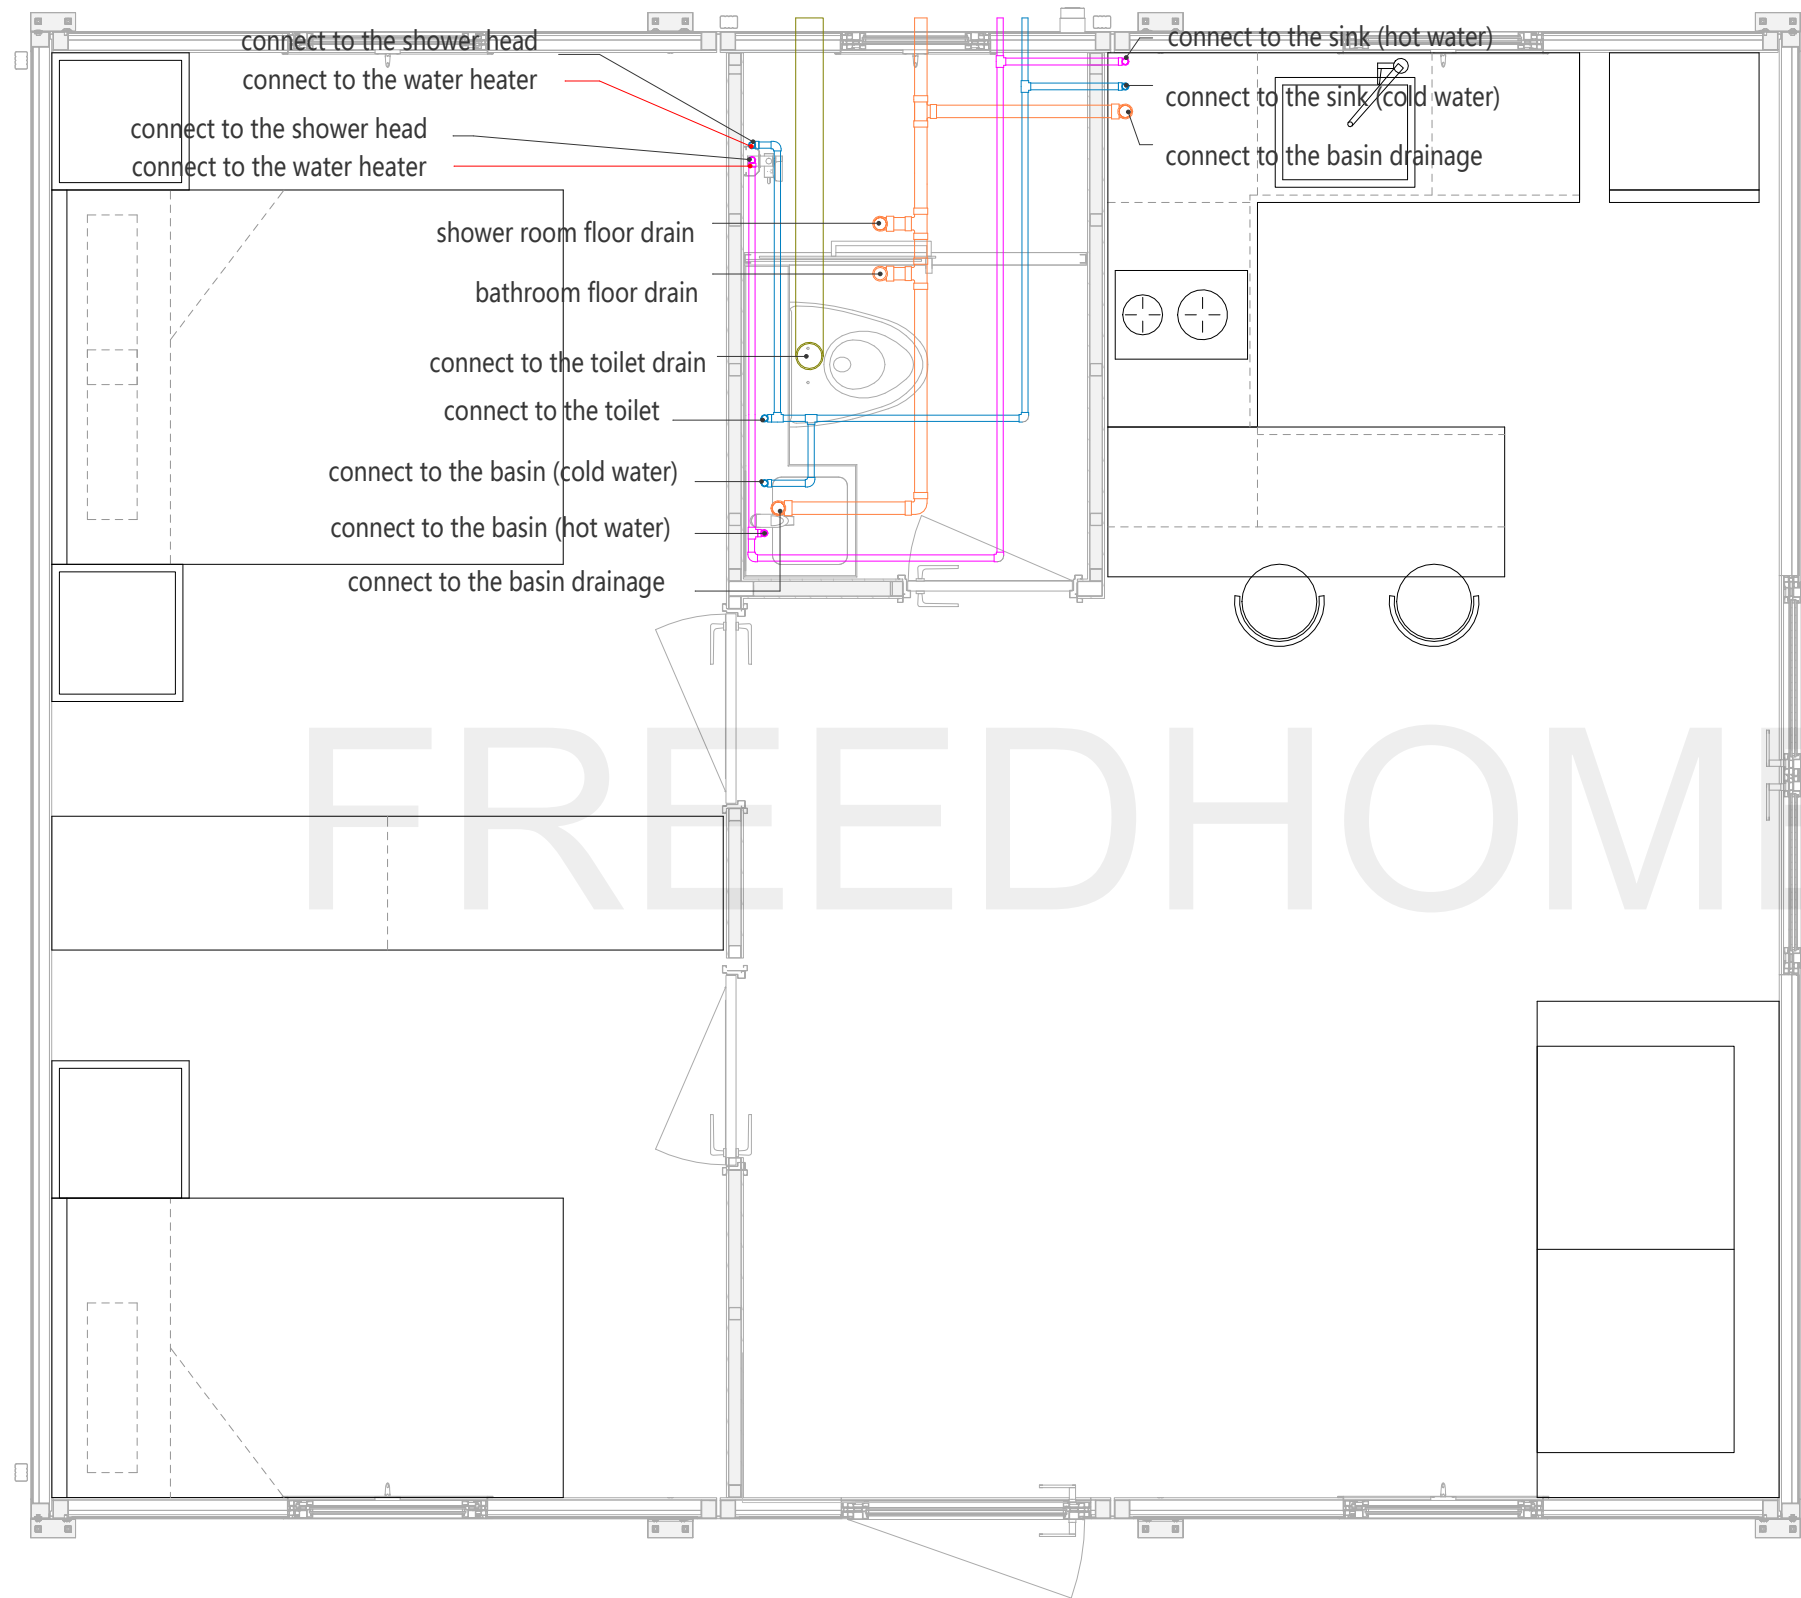 connect to the shower head
connect to the water heater
connect to the shower head
connect to the water heater
shower room floor drain
bathroom floor drain
connect to the toilet drain
connect to the toilet
connect to the basin (cold water)
connect to the basin (hot water)
connect to the basin drainage
connect to the sink (hot water)
connect to the sink (cold water)
connect to the basin drainage
FREEDHOME